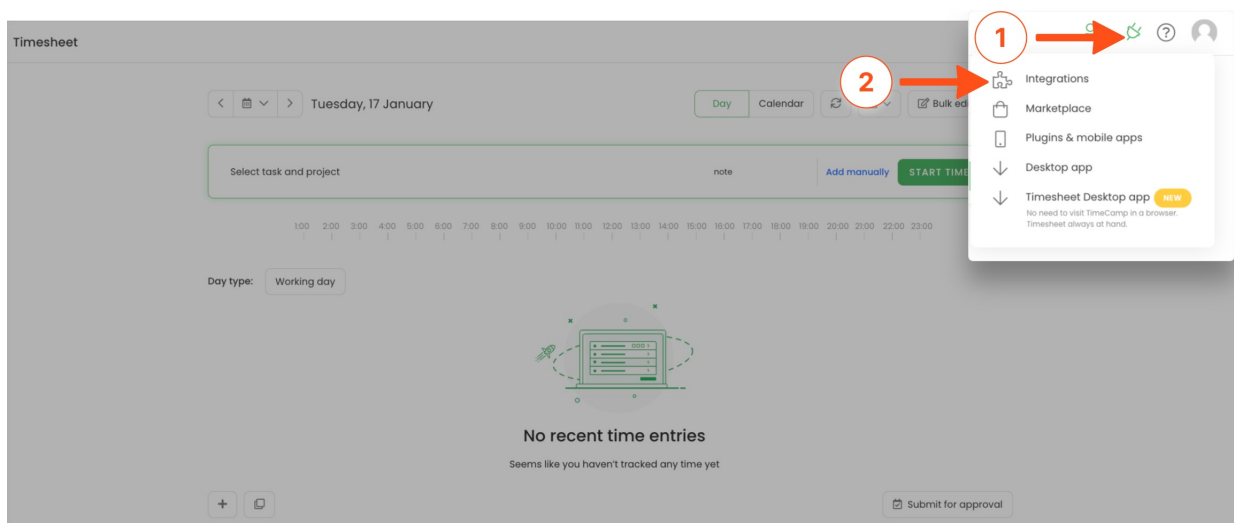 Timesheet
1
2
Integrations
Marketplace
Plugins & mobile apps
Desktop app
Timesheet Desktop app NEW
No need to visit TimeCamp in a browser.
Timesheet always at hand.
Tuesday, 17 January
Day Calendar
Bulk
Select task and project note Add manually START
1:00 2:00 3:00 4:00 5:00 6:00 7:00 8:00 9:00 10:00 11:00 12:00 13:00 14:00 15:00 16:00 17:00 18:00 19:00 20:00 21:00 22:00 23:00
Day type: Working day
No recent time entries
Seems like you haven't tracked any time yet
Submit for approval